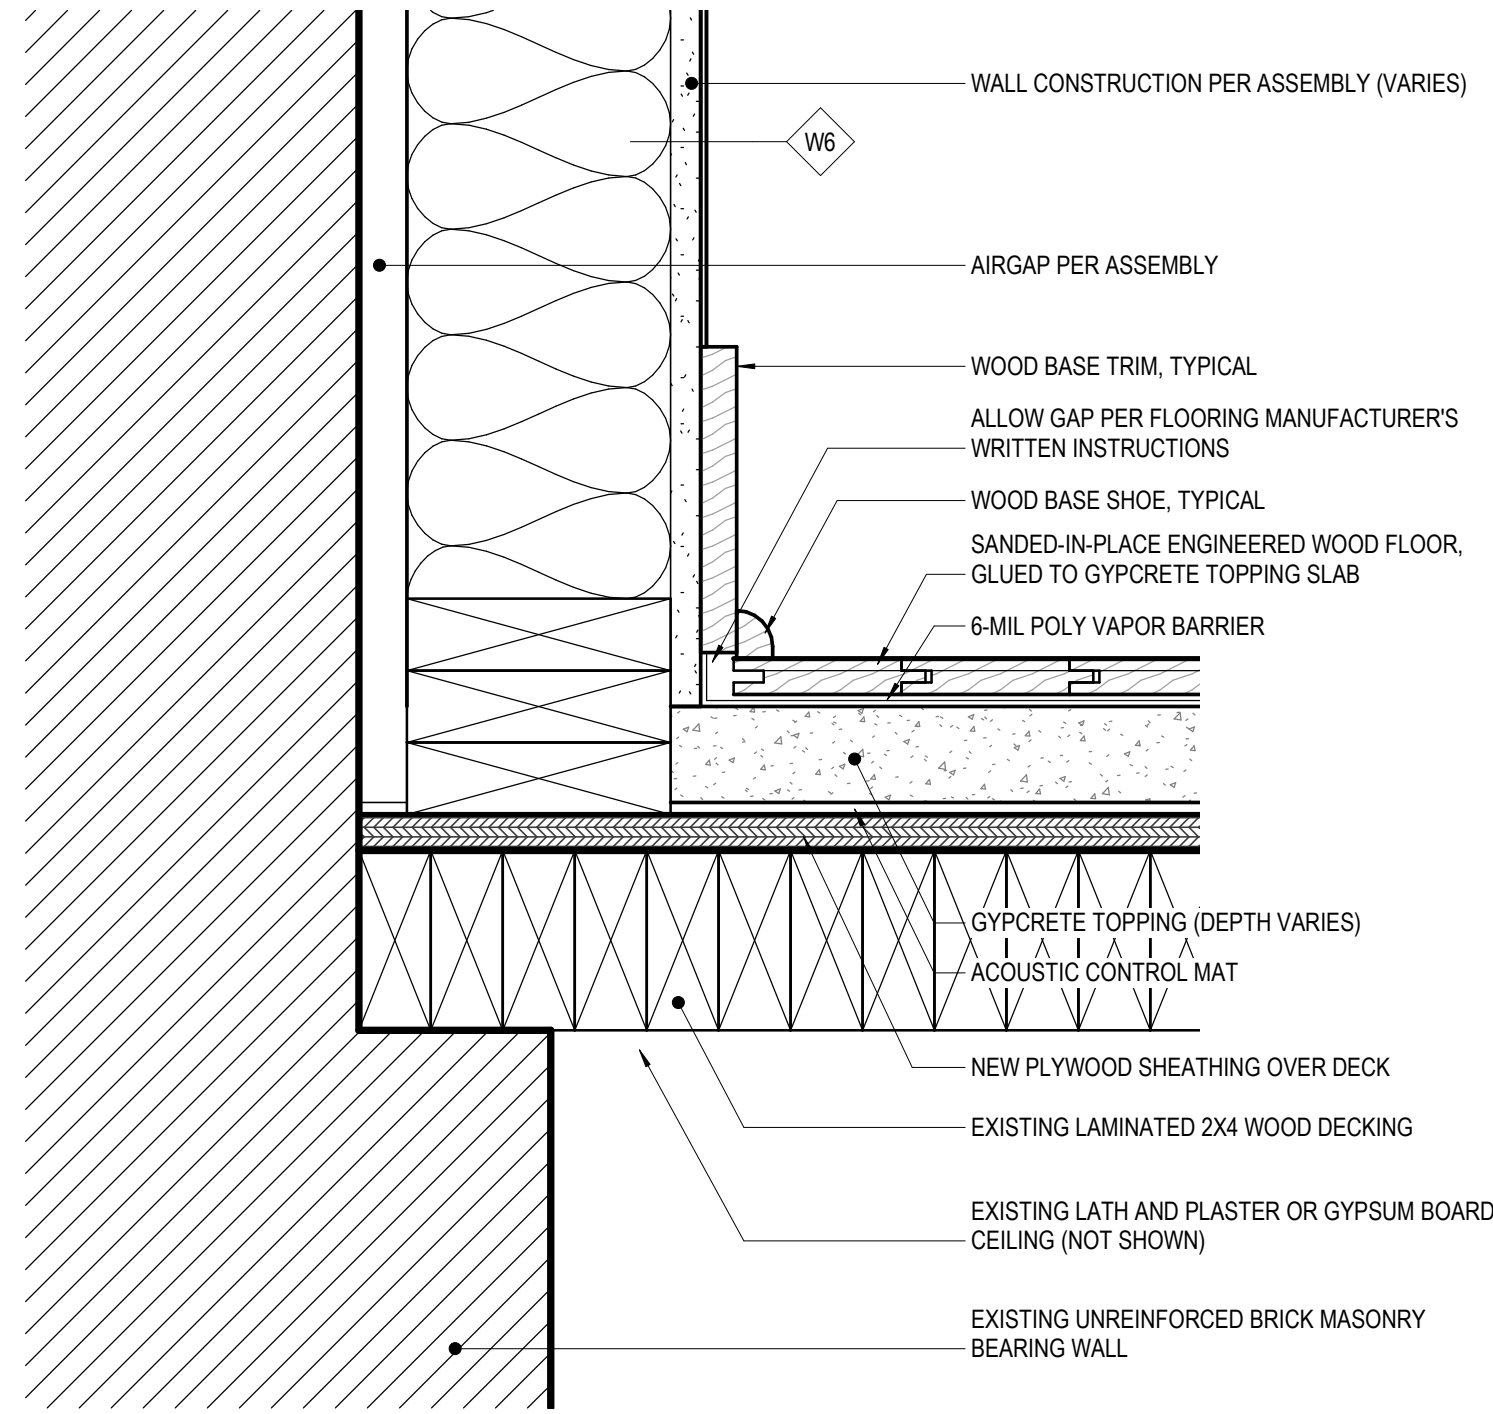 WALL CONSTRUCTION PER ASSEMBLY (VARIES)
W6
AIRGAP PER ASSEMBLY
WOOD BASE TRIM, TYPICAL
ALLOW GAP PER FLOORING MANUFACTURER'S
WRITTEN INSTRUCTIONS
WOOD BASE SHOE, TYPICAL
SANDED-IN-PLACE ENGINEERED WOOD FLOOR,
GLUED TO GYPCRETE TOPPING SLAB
6-MIL POLY VAPOR BARRIER
GYPCRETE TOPPING (DEPTH VARIES)
ACOUSTIC CONTROL MAT
NEW PLYWOOD SHEATHING OVER DECK
EXISTING LAMINATED 2X4 WOOD DECKING
EXISTING LATH AND PLASTER OR GYPSUM BOARD
CEILING (NOT SHOWN)
EXISTING UNREINFORCED BRICK MASONRY
BEARING WALL